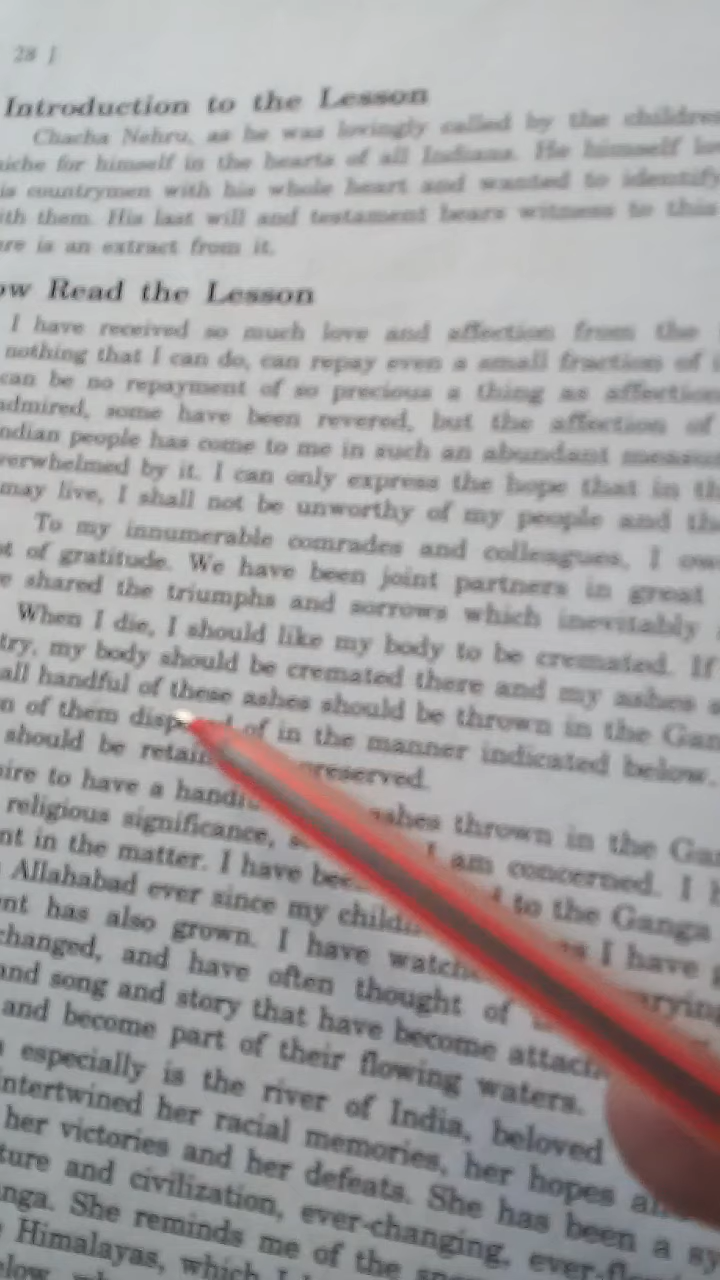 28 ]
Introduction to the Lesson
Chacha Nehru, as he was lovingly called by the children
niche for himself in the hearts of all Indians. He himself
is countrymen with his whole heart and wanted to identify
ith them. His last will and testament bears witness to this
ere is an extract from it.
ow Read the Lesson
I have received so much love and affection from the
nothing that I can do, can repay even a small fraction of
can be no repayment of so precious a thing as affection
admired, some have been revered, but the affection of
ndian people has come to me in such an abundant measur
verwhelmed by it. I can only express the hope that in th
may live, I shall not be unworthy of my people and the
To my innumerable comrades and colleagues, I ow
t of gratitude. We have been joint partners in great
e shared the triumphs and sorrows which inevitably
When I die, I should like my body to be cremated. If
try, my body should be cremated there and my ashes
all handful of these ashes should be thrown in the Gan
n of them disp of in the manner indicated below.
should be retain preserved.
ire to have a handf ashes thrown in the Gan
religious significance, I am concerned. I
nt in the matter. I have bee to the Ganga
Allahabad ever since my childh I have
ent has also grown. I have watch arying
changed, and have often thought of
and song and story that have become attach
and become part of their flowing waters.
especially is the river of India, beloved
intertwined her racial memories, her hopes
her victories and her defeats. She has been a sy
ture and civilization, ever-changing, ever-fl
nga. She reminds me of the
Himalayas, which I
elow